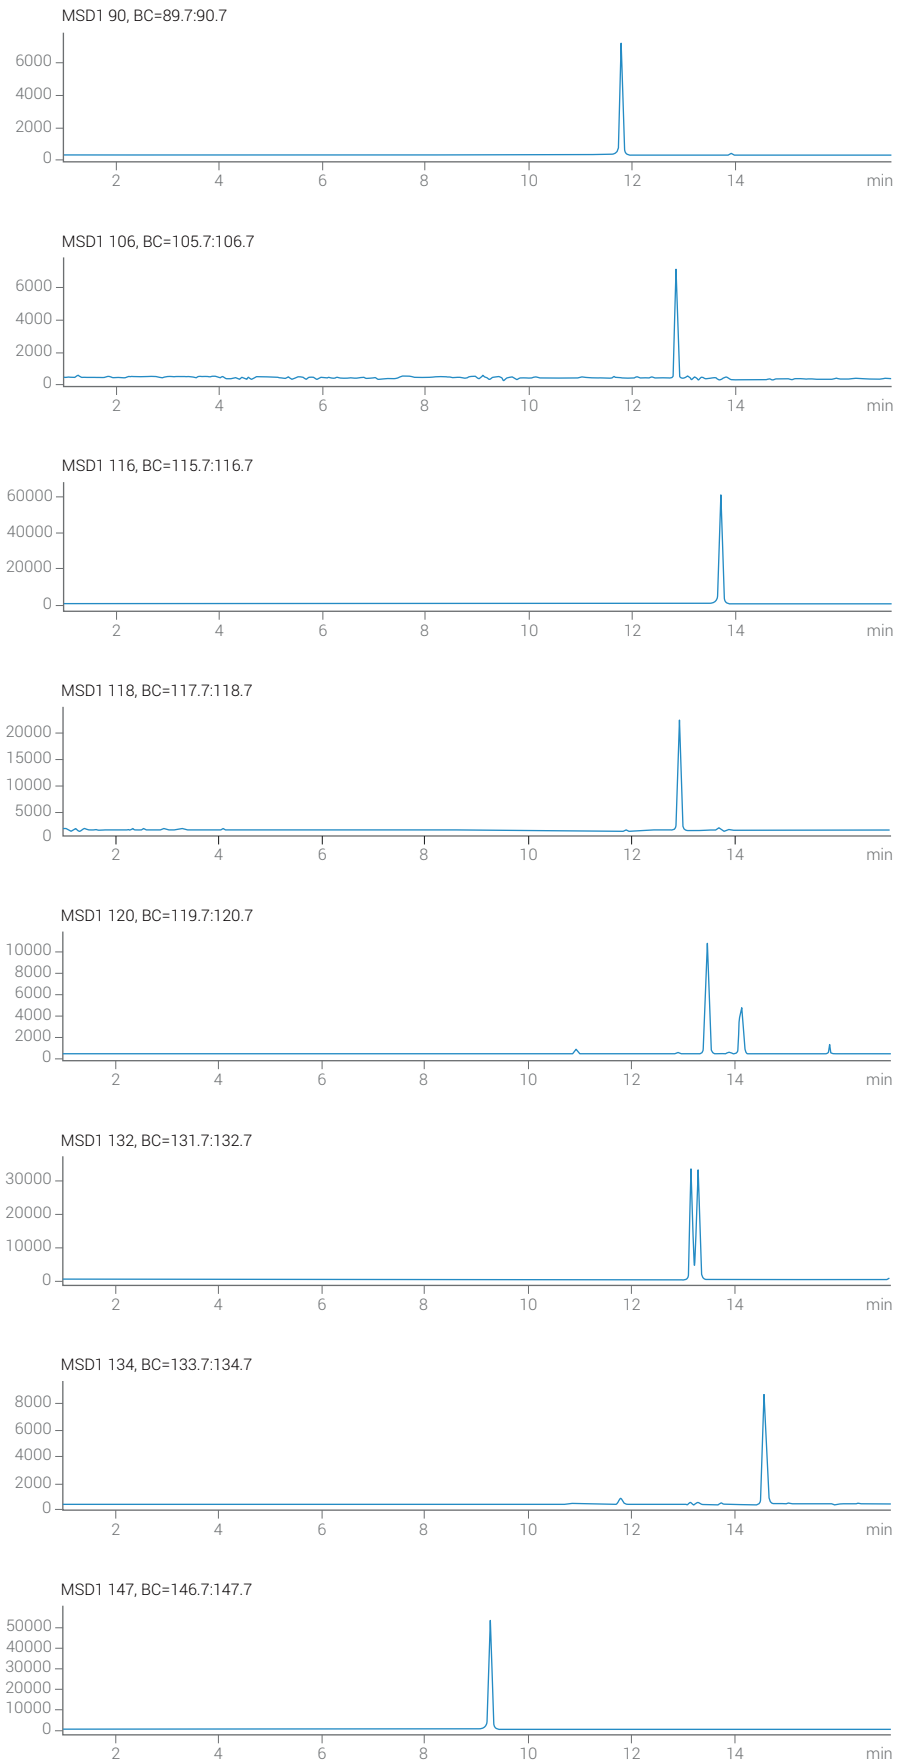 MSD1 90, BC=89.7:90.7
6000
4000
2000
0
2 4 6 8 10 12 14 min
MSD1 106, BC=105.7:106.7
6000
4000
2000
0
2 4 6 8 10 12 14 min
MSD1 116, BC=115.7:116.7
60000
40000
20000
0
2 4 6 8 10 12 14 min
MSD1 118, BC=117.7:118.7
20000
15000
10000
5000
0
2 4 6 8 10 12 14 min
MSD1 120, BC=119.7:120.7
10000
8000
6000
4000
2000
0
2 4 6 8 10 12 14 min
MSD1 132, BC=131.7:132.7
30000
20000
10000
0
2 4 6 8 10 12 14 min
MSD1 134, BC=133.7:134.7
8000
6000
4000
2000
0
2 4 6 8 10 12 14 min
MSD1 147, BC=146.7:147.7
50000
40000
30000
20000
10000
0
2 4 6 8 10 12 14 min